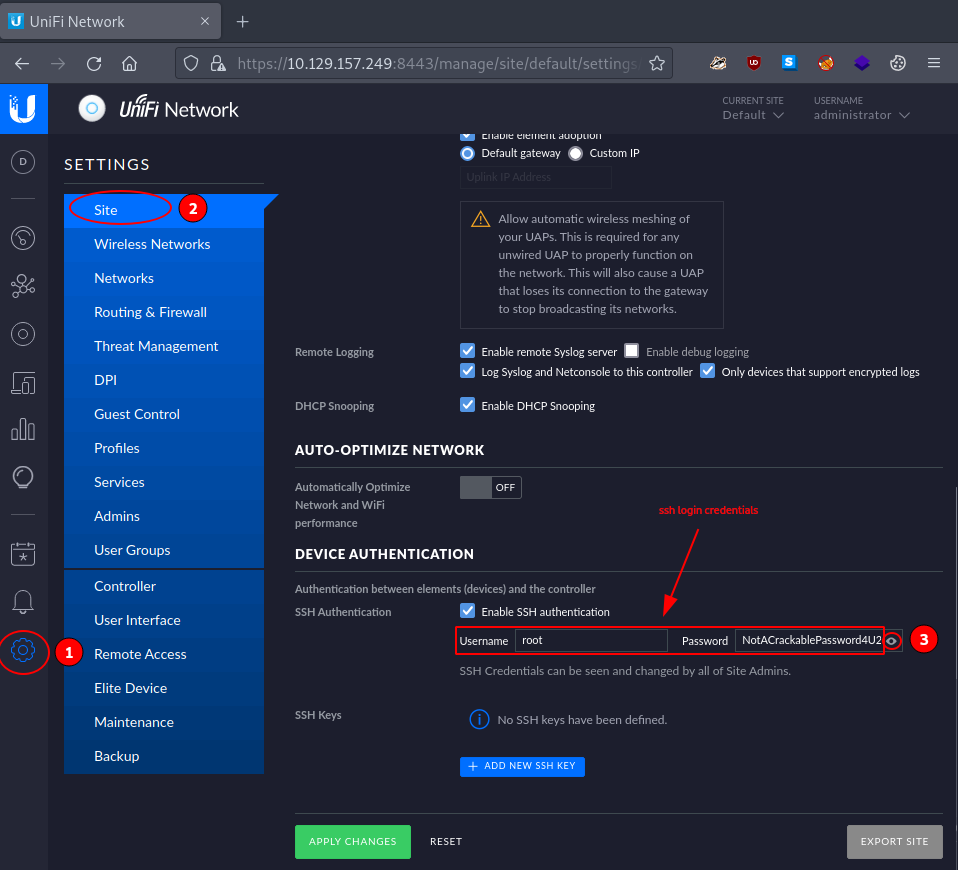 UniFi Network
https://10.129.157.249:8443/manage/site/default/settings
UniFi Network
CURRENT SITE
Default
USERNAME
administrator
D
SETTINGS
Site
2
Wireless Networks
Networks
Routing & Firewall
Threat Management
DPI
Guest Control
Profiles
Services
Admins
User Groups
Controller
User Interface
1
Remote Access
Elite Device
Maintenance
Backup
Enable element adoption
Default gateway Custom IP
Uplink IP Address
Allow automatic wireless meshing of
your UAPs. This is required for any
unwired UAP to properly function on
the network. This will also cause a UAP
that loses its connection to the gateway
to stop broadcasting its networks.
Remote Logging
Enable remote Syslog server Enable debug logging
Log Syslog and Netconsole to this controller Only devices that support encrypted logs
DHCP Snooping
Enable DHCP Snooping
AUTO-OPTIMIZE NETWORK
Automatically Optimize
Network and WiFi
performance
OFF
ssh login credentials
DEVICE AUTHENTICATION
Authentication between elements (devices) and the controller
SSH Authentication
Enable SSH authentication
Username root Password NotACrackablePassword4U2
3
SSH Credentials can be seen and changed by all of Site Admins.
SSH Keys
No SSH keys have been defined.
+ ADD NEW SSH KEY
APPLY CHANGES RESET EXPORT SITE